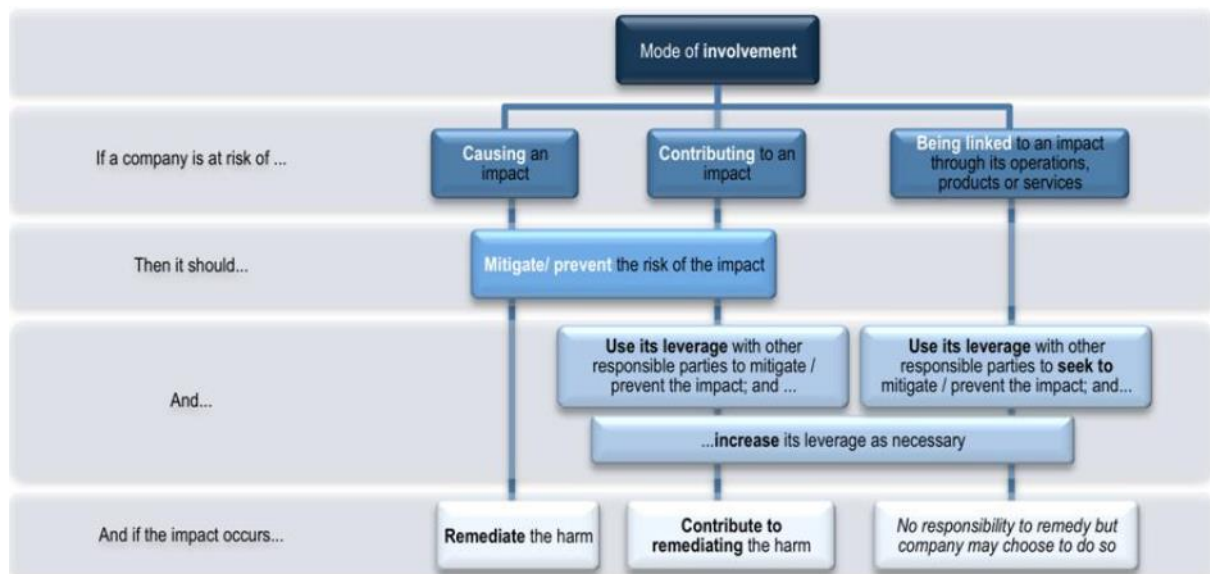 Mode of involvement
If a company is at risk of ...
Causing an
impact
Contributing to an
impact
Being linked to an impact
through its operations,
products or services
Then it should...
Mitigate/ prevent the risk of the impact
And...
Use its leverage with other
responsible parties to mitigate /
prevent the impact; and ...
Use its leverage with other
responsible parties to seek to
mitigate / prevent the impact; and...
...increase its leverage as necessary
And if the impact occurs...
Remediate the harm
Contribute to
remediating the harm
No responsibility to remedy but
company may choose to do so